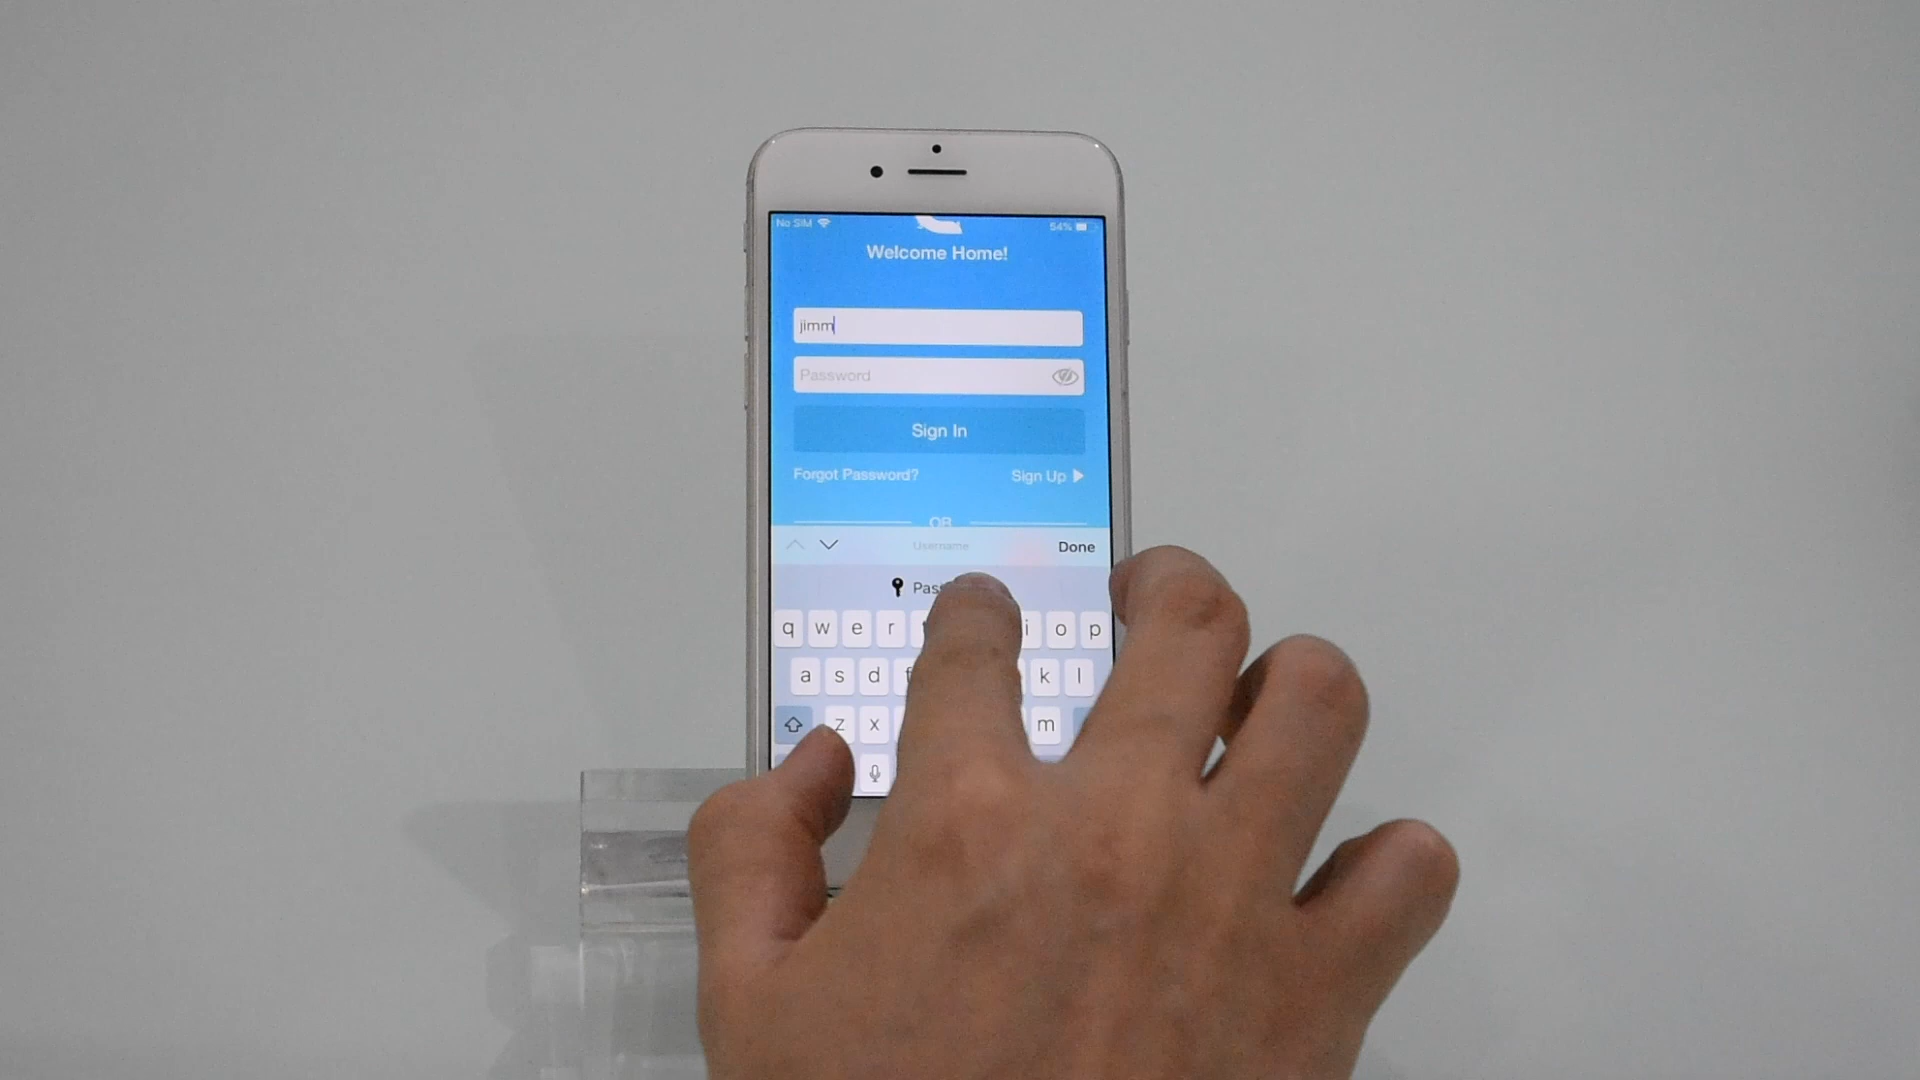 No SIM 54%
Welcome Home!
jimm
Password
Sign In
Forgot Password? Sign Up
OR
Username Done
q w e r i o p
a s d f k l
z x m